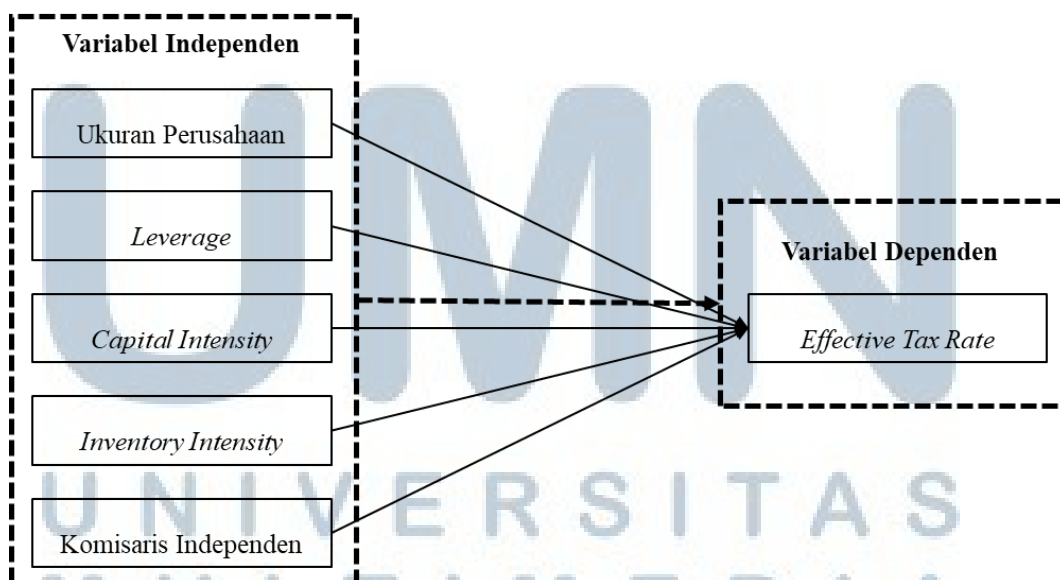 Variabel Independen
Ukuran Perusahaan
Leverage
Capital Intensity
Inventory Intensity
Komisaris Independen
Variabel Dependen
Effective Tax Rate
UMN
UNIVERSITAS